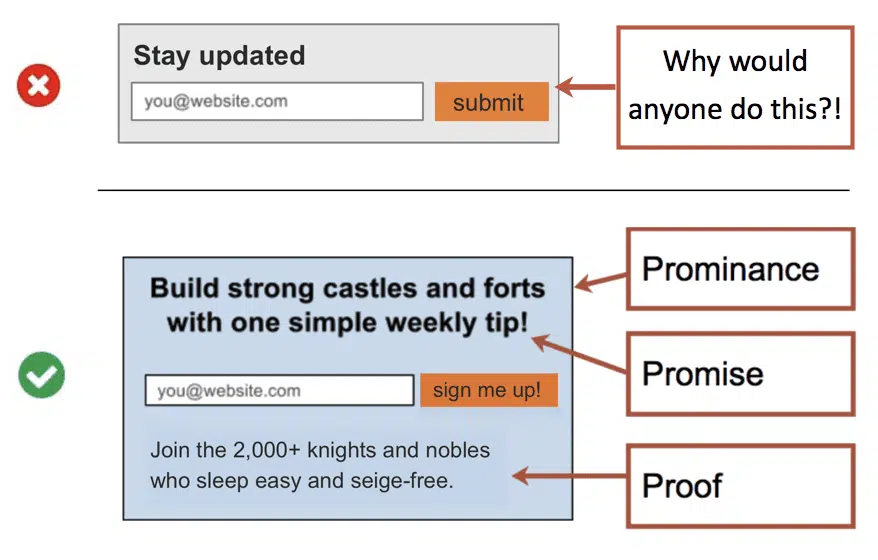 Stay updated
you@website.com
submit
Why would
anyone do this?!
Build strong castles and forts
with one simple weekly tip!
you@website.com
sign me up!
Join the 2,000+ knights and nobles
who sleep easy and seige-free.
Prominance
Promise
Proof